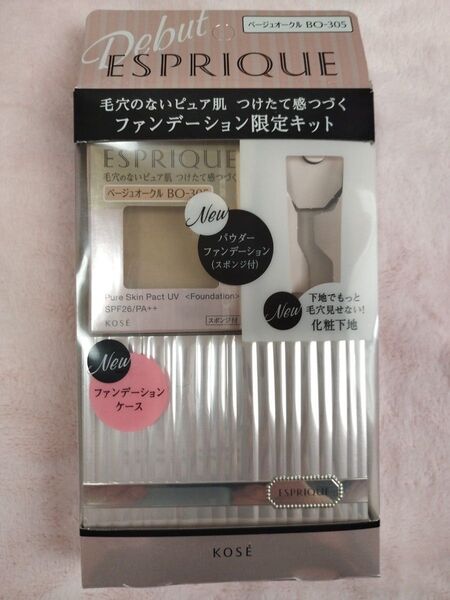 ベージュオークル BO-305
Debut
ESPRIQUE
毛穴のないピュア肌 つけたて感つづく
ファンデーション限定キット
ESPRIQUE
毛穴のないピュア肌 つけたて感つづく
ベージュオークル BO-305
New
パウダー
ファンデーション
(スポンジ付)
Pure Skin Pact UV <Foundation>
SPF26/PA++
KOSÉ
スポンジ付
New
下地でもっと
毛穴見せない!
化粧下地
New
ファンデーション
ケース
ESPRIQUE
KOSÉ